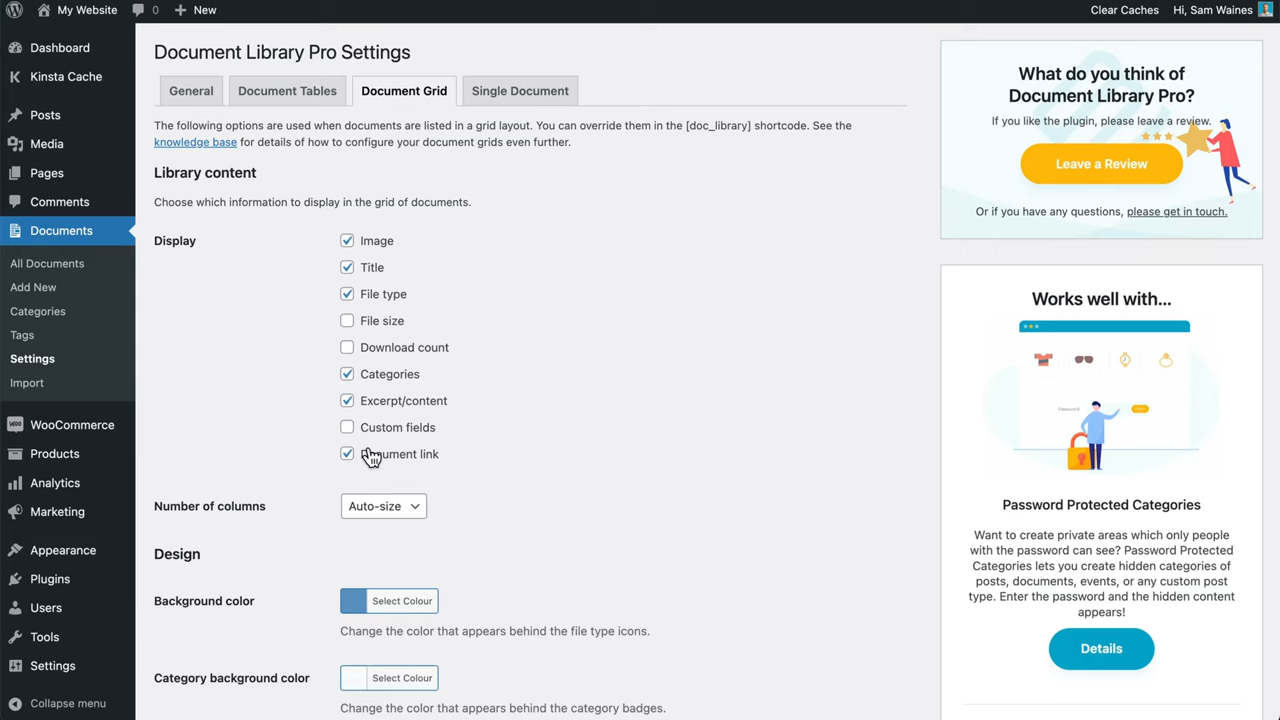 My Website
0
New
Clear Caches
Hi, Sam Waines
Dashboard
Kinsta Cache
Posts
Media
Pages
Comments
Documents
All Documents
Add New
Categories
Tags
Settings
Import
WooCommerce
Products
Analytics
Marketing
Appearance
Plugins
Users
Tools
Settings
Collapse menu
Document Library Pro Settings
General
Document Tables
Document Grid
Single Document
The following options are used when documents are listed in a grid layout. You can override them in the [doc_library] shortcode. See the
knowledge base for details of how to configure your document grids even further.
Library content
Choose which information to display in the grid of documents.
Display
Image
Title
File type
File size
Download count
Categories
Excerpt/content
Custom fields
Document link
Number of columns
Auto-size
Design
Background color
Select Colour
Change the color that appears behind the file type icons.
Category background color
Select Colour
Change the color that appears behind the category badges.
What do you think of
Document Library Pro?
If you like the plugin, please leave a review.
Leave a Review
Or if you have any questions, please get in touch.
Works well with...
Password
Password Protected Categories
Want to create private areas which only people
with the password can see? Password Protected
Categories lets you create hidden categories of
posts, documents, events, or any custom post
type. Enter the password and the hidden content
appears!
Details